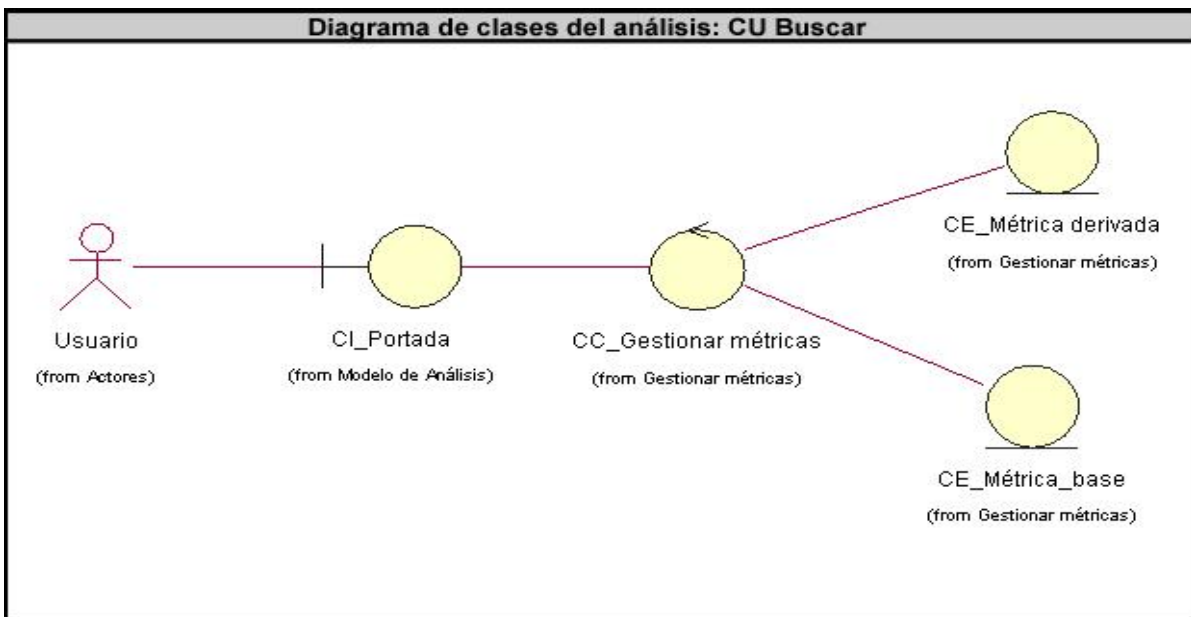 Diagrama de clases del análisis: CU Buscar
Usuario
(from Actores)
CI_Portada
(from Modelo de Análisis)
CC_Gestionar métricas
(from Gestionar métricas)
CE_Métrica derivada
(from Gestionar métricas)
CE_Métrica_base
(from Gestionar métricas)